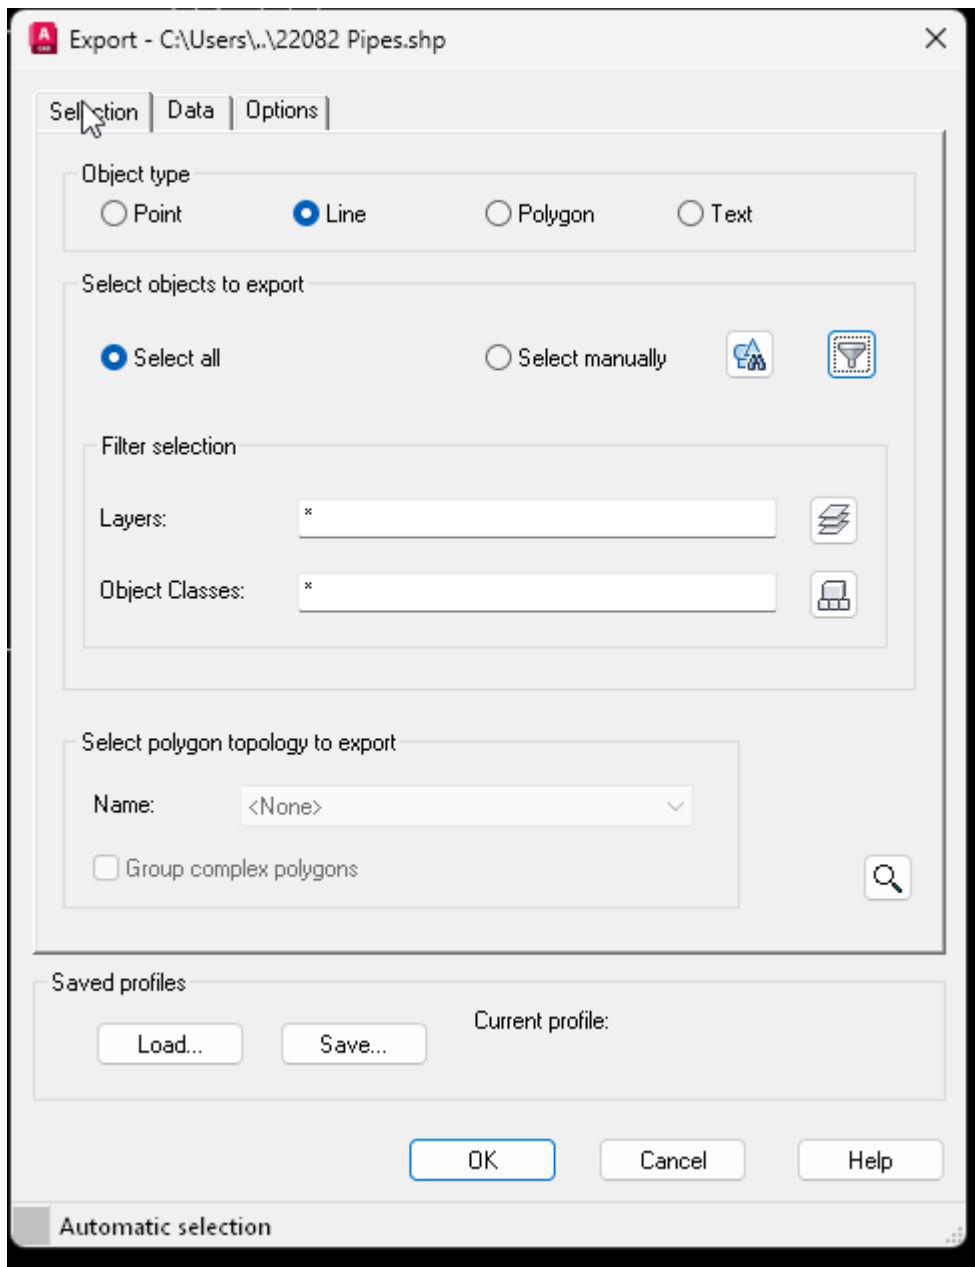 Export - C:\Users\..\22082 Pipes.shp
Selection Data Options
Object type
Point Line Polygon Text
Select objects to export
Select all Select manually
Filter selection
Layers: *
Object Classes: *
Select polygon topology to export
Name: <None>
Group complex polygons
Saved profiles
Load... Save... Current profile:
OK Cancel Help
Automatic selection